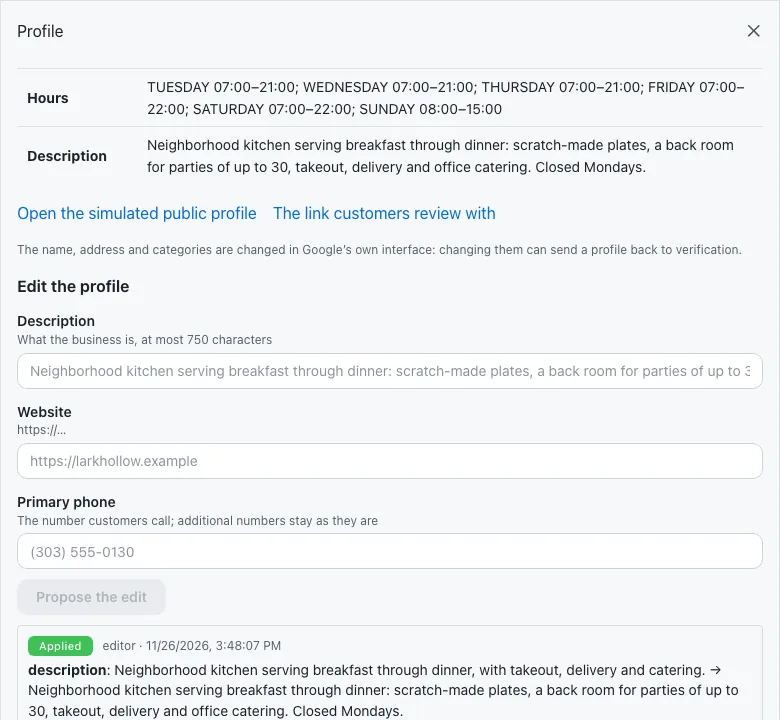 Profile
Hours
TUESDAY 07:00–21:00; WEDNESDAY 07:00–21:00; THURSDAY 07:00–21:00; FRIDAY 07:00–
22:00; SATURDAY 07:00–22:00; SUNDAY 08:00–15:00
Description
Neighborhood kitchen serving breakfast through dinner: scratch-made plates, a back room
for parties of up to 30, takeout, delivery and office catering. Closed Mondays.
Open the simulated public profile The link customers review with
The name, address and categories are changed in Google's own interface: changing them can send a profile back to verification.
Edit the profile
Description
What the business is, at most 750 characters
Neighborhood kitchen serving breakfast through dinner: scratch-made plates, a back room for parties of up to 3
Website
https://...
https://larkhollow.example
Primary phone
The number customers call; additional numbers stay as they are
(303) 555-0130
Propose the edit
Applied editor · 11/26/2026, 3:48:07 PM
description: Neighborhood kitchen serving breakfast through dinner, with takeout, delivery and catering. →
Neighborhood kitchen serving breakfast through dinner: scratch-made plates, a back room for parties of up to
30, takeout, delivery and office catering. Closed Mondays.